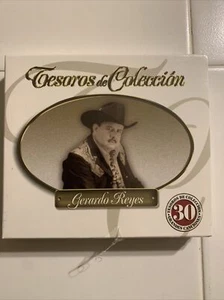 Tesoros de Colección
Gerardo Reyes
30